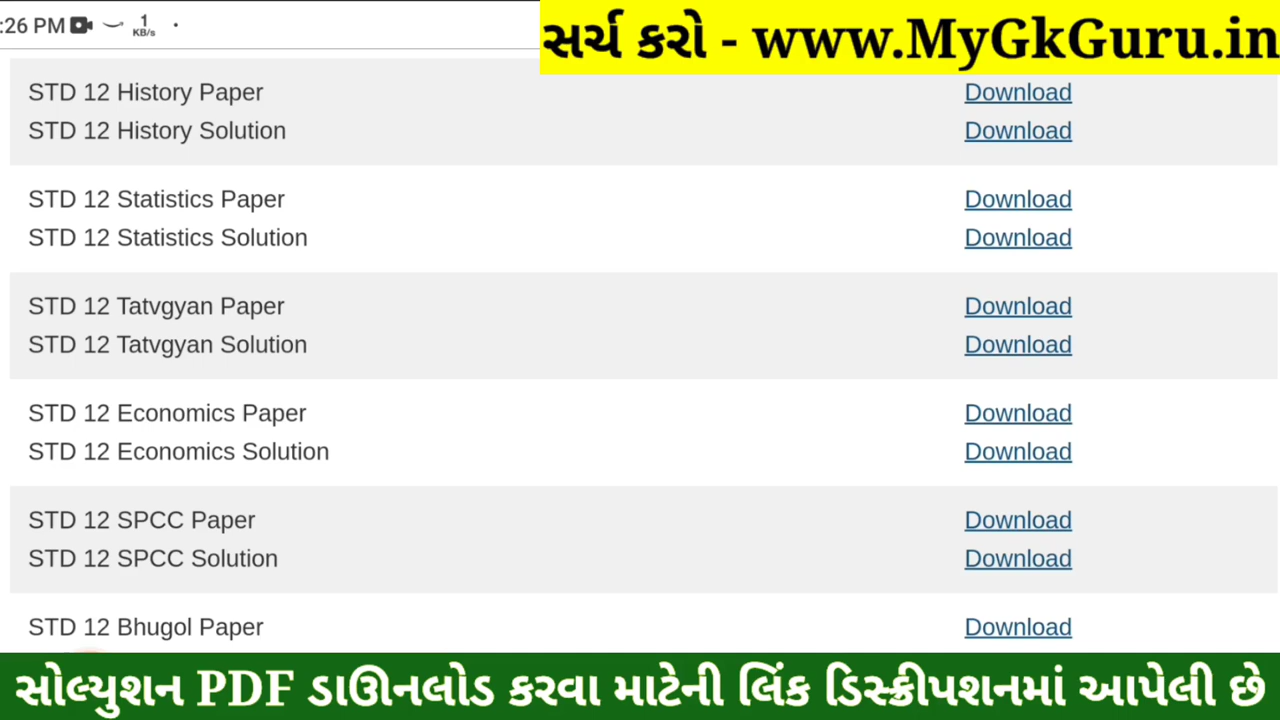 :26 PM 1 KB/s
સર્ચ કરો - www.MyGkGuru.in
STD 12 History Paper Download
STD 12 History Solution Download
STD 12 Statistics Paper Download
STD 12 Statistics Solution Download
STD 12 Tatvgyan Paper Download
STD 12 Tatvgyan Solution Download
STD 12 Economics Paper Download
STD 12 Economics Solution Download
STD 12 SPCC Paper Download
STD 12 SPCC Solution Download
STD 12 Bhugol Paper Download
સોલ્યુશન PDF ડાઊનલોડ કરવા માટેની લિંક ડિસ્ક્રીપશનમાં આપેલી છે